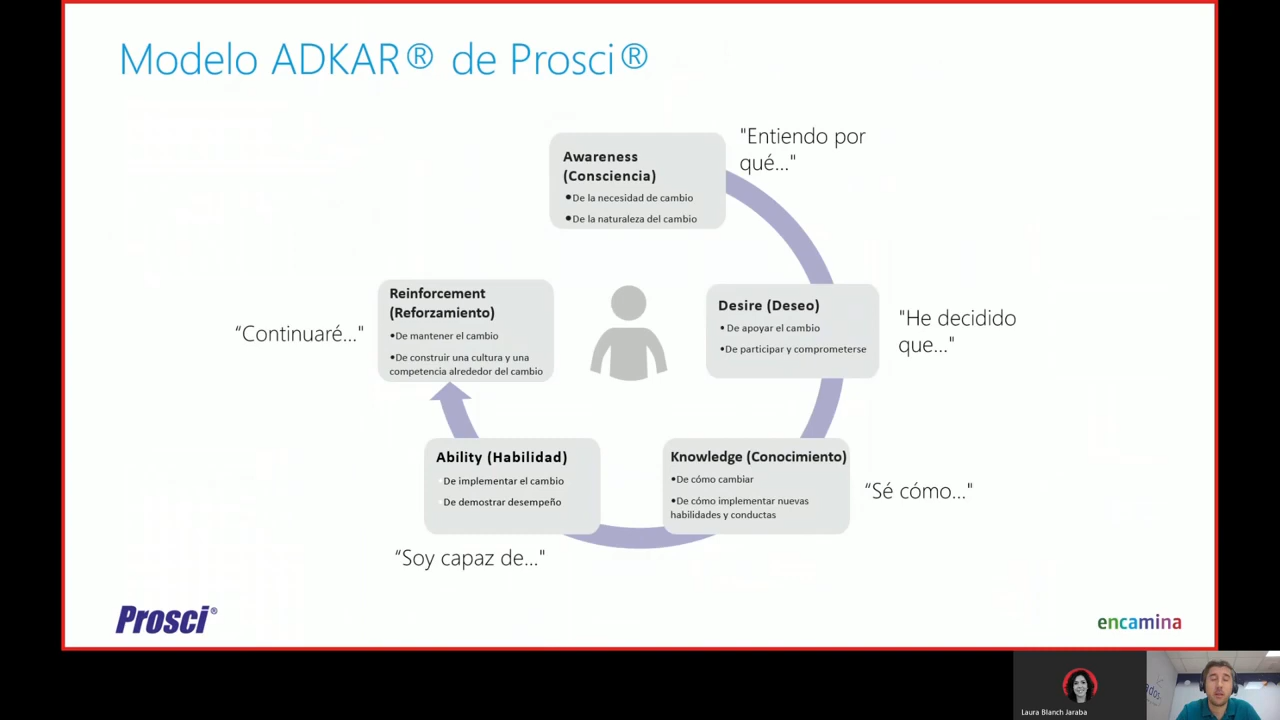 Modelo ADKAR® de Prosci®
"Entiendo por
qué..."
Awareness
(Consciencia)
•De la necesidad de cambio
•De la naturaleza del cambio
"He decidido
que..."
Desire (Deseo)
• De apoyar el cambio
•De participar y comprometerse
Knowledge (Conocimiento)
•De cómo cambiar
•De cómo implementar nuevas
habilidades y conductas
“Sé cómo..."
Ability (Habilidad)
De implementar el cambio
De demostrar desempeño
“Soy capaz de..."
Reinforcement
(Reforzamiento)
•De mantener el cambio
•De construir una cultura y una
competencia alrededor del cambio
“Continuaré..."
Prosci®
encamina
Laura Blanch Jaraba